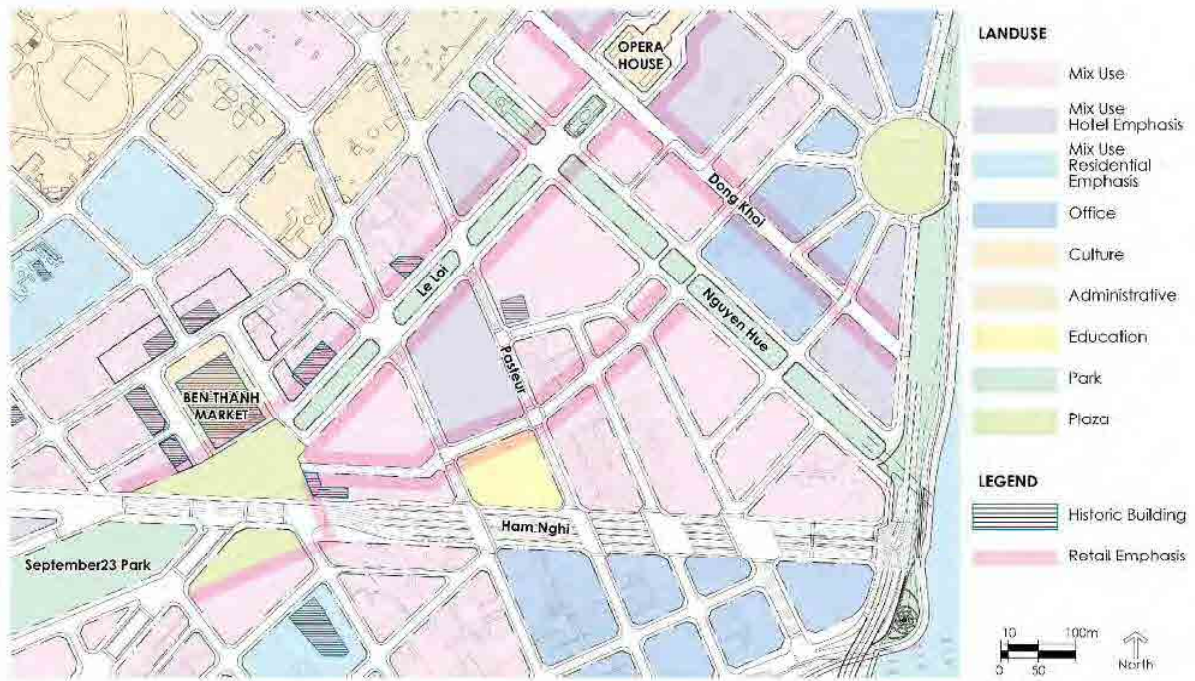 OPERA
HOUSE
Dong Khoi
Le Loi
Nguyen Hue
Pasteur
BEN THANH
MARKET
Ham Nghi
September23 Park
LANDUSE
Mix Use
Mix Use
Hotel Emphasis
Mix Use
Residential
Emphasis
Office
Culture
Administrative
Education
Park
Plaza
LEGEND
Historic Building
Retail Emphasis
10 100m
0 50
North